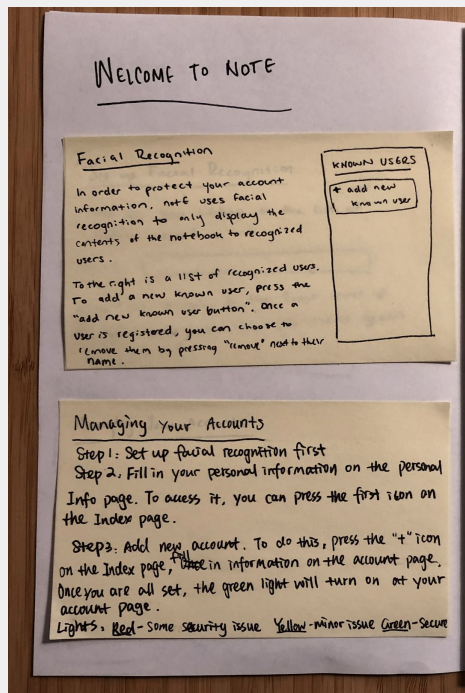 WELCOME TO NOTE
Facial Recognition
In order to protect your account
information, note uses facial
recognition to only display the
contents of the notebook to recognized
users.
To the right is a list of recognized users.
To add a new known user, press the
"add new known user button". Once a
user is registered, you can choose to
remove them by pressing "remove" next to their
name.
KNOWN USERS
+ add new
known user
Managing Your Accounts
Step 1: Set up facial recognition first
Step 2. Fill in your personal information on the personal
Info page. To acess it, you can press the first icon on
the Index page.
Step3: Add new account. To do this, press the "+" icon
on the Index page, fill in information on the account page.
Once you are all set, the green light will turn on at your
account page.
Lights: Red-some security issue Yellow-minor issue Green-Secure